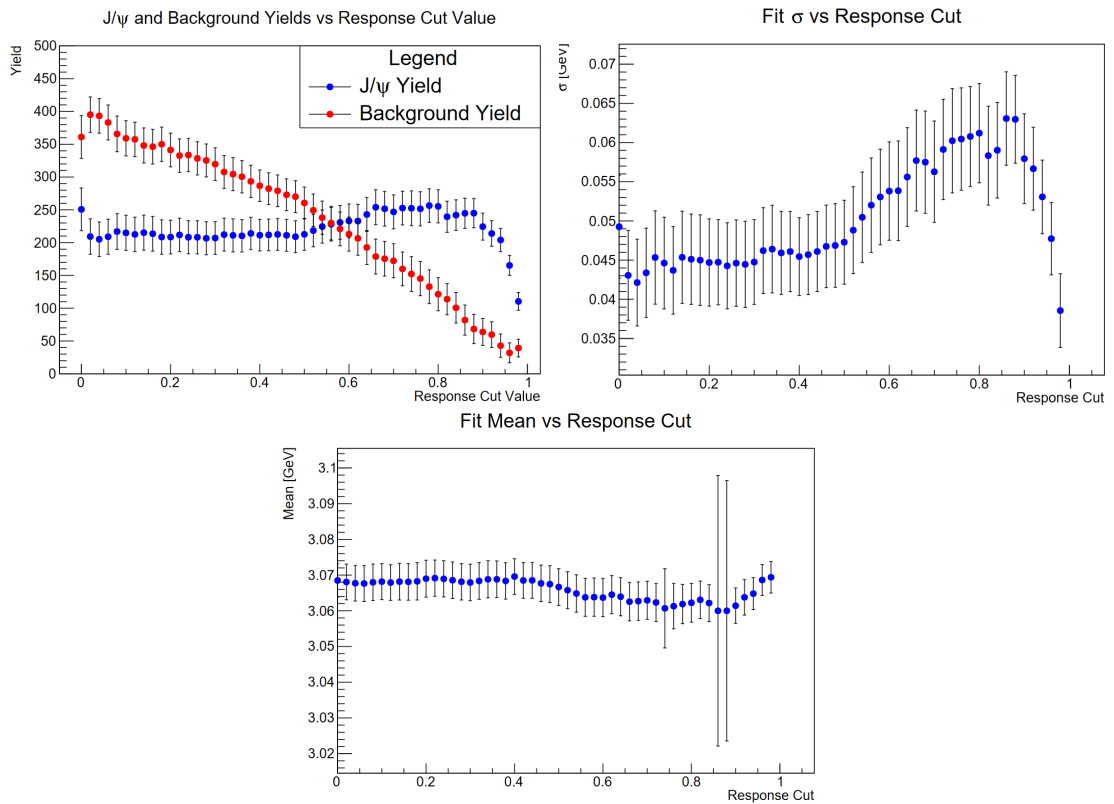 J/ψ and Background Yields vs Response Cut Value
Yield
500
450
400
350
300
250
200
150
100
50
0
Legend
J/ψ Yield
Background Yield
0 0.2 0.4 0.6 0.8 1
Response Cut Value
Fit σ vs Response Cut
σ [GeV]
0.07
0.065
0.06
0.055
0.05
0.045
0.04
0.035
0 0.2 0.4 0.6 0.8 1
Response Cut
Fit Mean vs Response Cut
Mean [GeV]
3.1
3.09
3.08
3.07
3.06
3.05
3.04
3.03
3.02
0 0.2 0.4 0.6 0.8 1
Response Cut